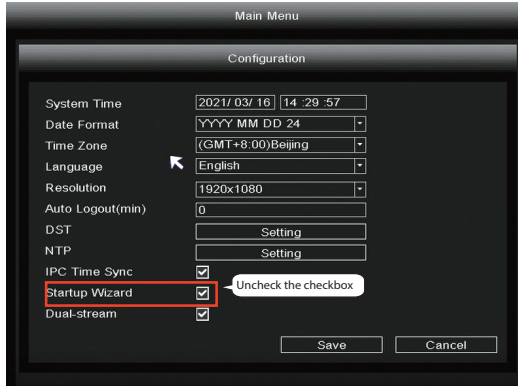 Main Menu
Configuration
System Time 2021/ 03/ 16 14 :29 :57
Date Format YYYY MM DD 24
Time Zone (GMT+8:00)Beijing
Language English
Resolution 1920x1080
Auto Logout(min) 0
DST Setting
NTP Setting
IPC Time Sync
Startup Wizard Uncheck the checkbox
Dual-stream
Save Cancel